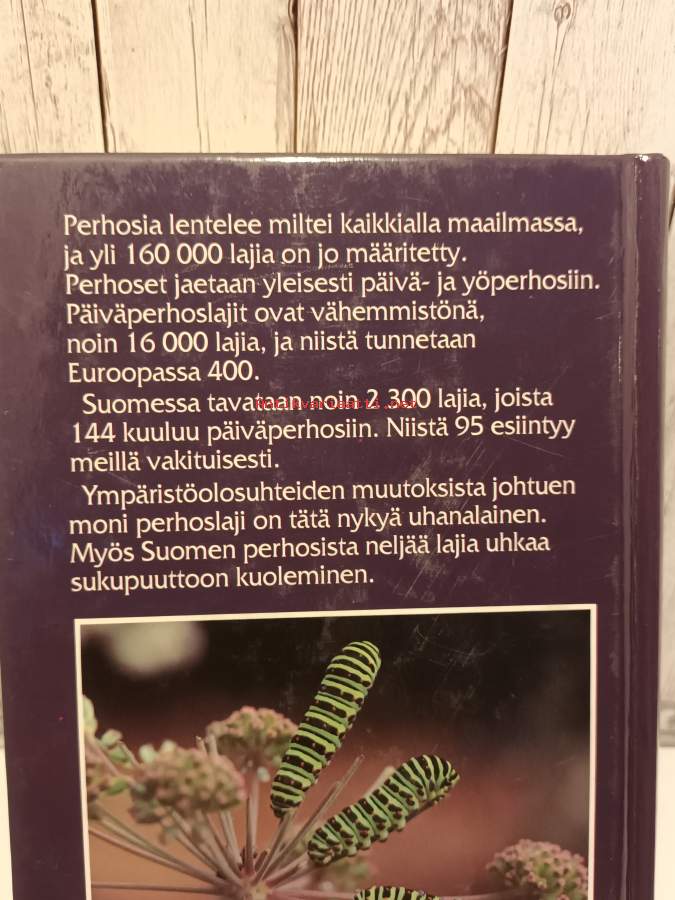 Perhosia lentelee miltei kaikkialla maailmassa,
ja yli 160 000 lajia on jo määritetty.
Perhoset jaetaan yleisesti päivä- ja yöperhosiin.
Päiväperhoslajit ovat vähemmistönä,
noin 16 000 lajia, ja niistä tunnetaan
Euroopassa 400.
Suomessa tavataan noin 2 300 lajia, joista
144 kuuluu päiväperhosiin. Niistä 95 esiintyy
meillä vakituisesti.
Ympäristöolosuhteiden muutoksista johtuen
moni perhoslaji on tätä nykyä uhanalainen.
Myös Suomen perhosista neljää lajia uhkaa
sukupuuttoon kuoleminen.